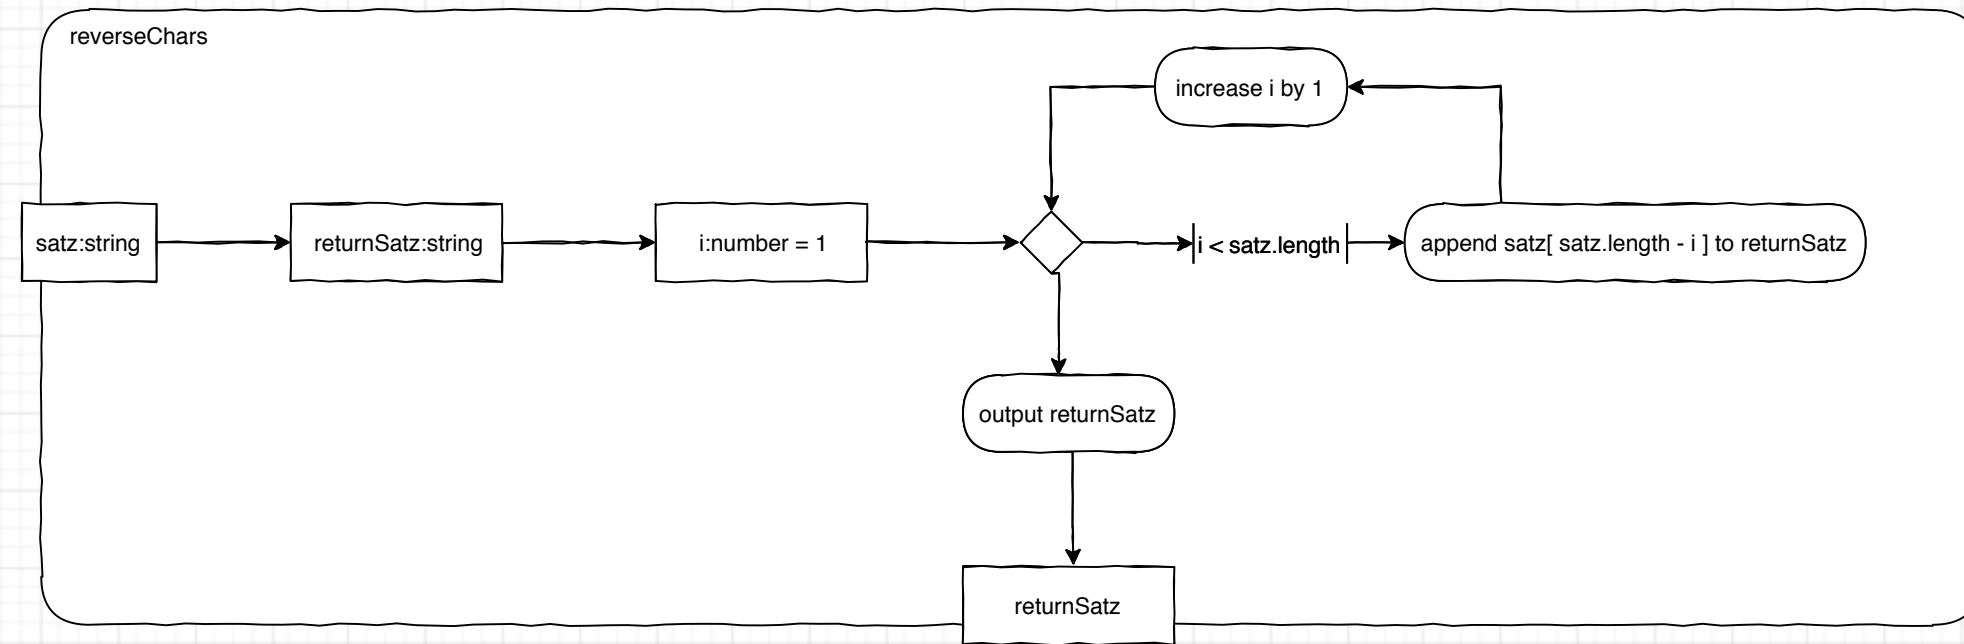 reverseChars
increase i by 1
satz:string
returnSatz:string
i:number = 1
i < satz.length
append satz[ satz.length - i ] to returnSatz
output returnSatz
returnSatz